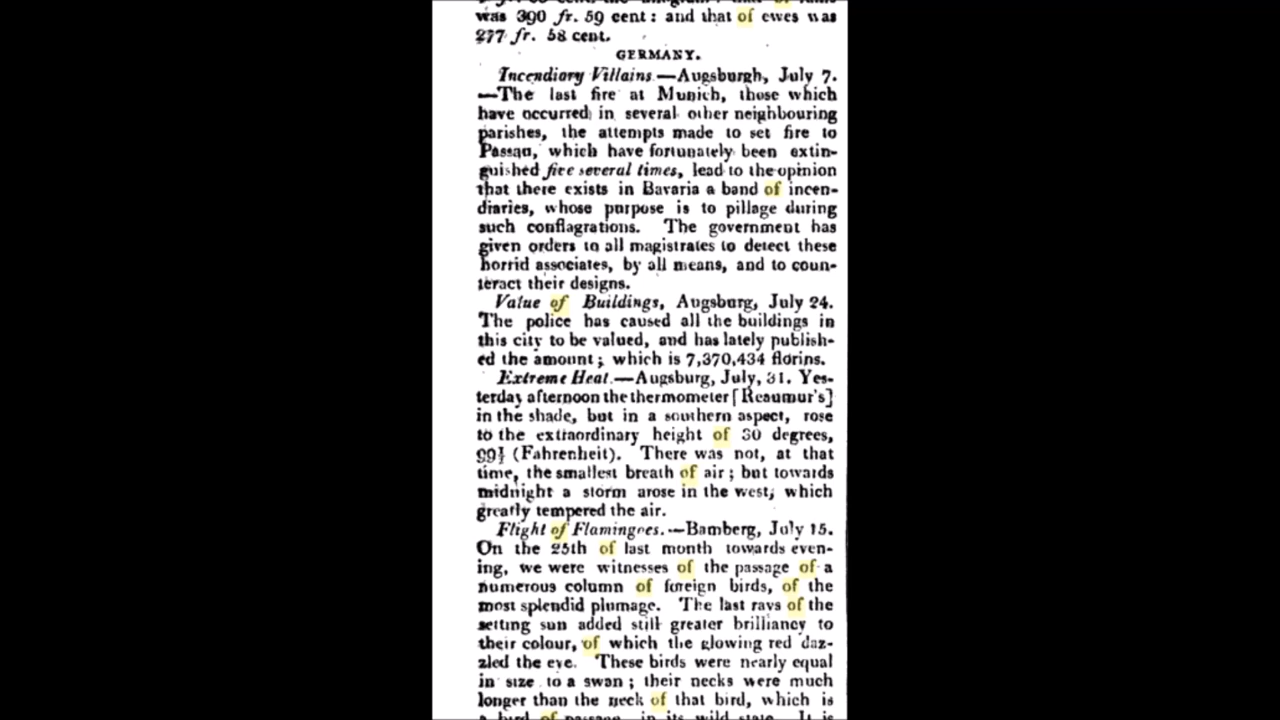 was 390 fr. 59 cent: and that of ewes was
277 fr. 58 cent.
GERMANY.
Incendiory Villains.—Augsburgh, July 7.
—The last fire at Munich, those which
have occurred in several other neighbouring
parishes, the attempts made to set fire to
Passau, which have fortunately been extin-
guished five several times, lead to the opinion
that there exists in Bavaria a band of incen-
diaries, whose purpose is to pillage during
such conflagrations. The government has
given orders to all magistrates to detect these
horrid associates, by all means, and to coun-
teract their designs.
Value of Buildings, Augsburg, July 24.
The police has caused all the buildings in
this city to be valued, and has lately publish-
ed the amount; which is 7,370,434 florins.
Extreme Heat.—Augsburg, July, 31. Yes-
terday afternoon the thermometer [Reaumur's]
in the shade, but in a southern aspect, rose
to the extraordinary height of 30 degrees,
99½ (Fahrenheit). There was not, at that
time, the smallest breath of air; but towards
midnight a storm arose in the west, which
greatly tempered the air.
Flight of Flamingoes.—Bamberg, July 15.
On the 25th of last month towards even-
ing, we were witnesses of the passage of a
numerous column of foreign birds, of the
most splendid plumage. The last rays of the
setting sun added still greater brilliancy to
their colour, of which the glowing red daz-
zled the eye. These birds were nearly equal
in size to a swan; their necks were much
longer than the neck of that bird, which is
a bird of passage, in its wild state. It is